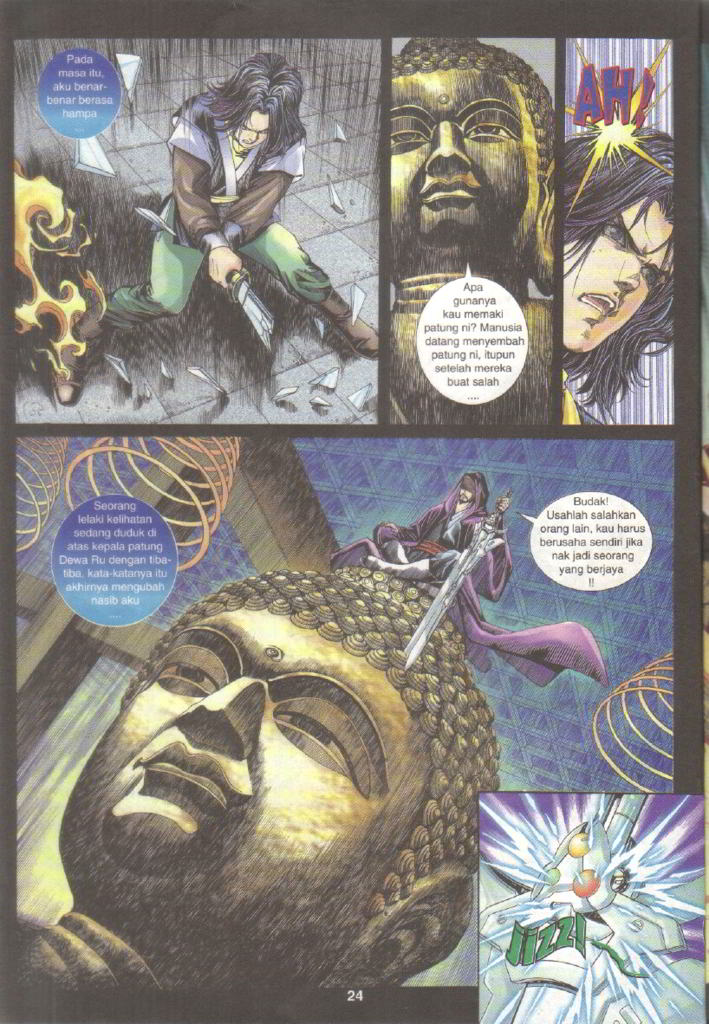 Pada
masa itu,
aku benar-
benar berasa
hampa
....
AH!
Apa
gunanya
kau memaki
patung ni? Manusia
datang menyembah
patung ni, itupun
setelah mereka
buat salah
....
Seorang
lelaki kelihatan
sedang duduk di
atas kepala patung
Dewa Ru dengan tiba-
tiba, kata-katanya itu
akhirnya mengubah
nasib aku
....
Budak!
Usahlah salahkan
orang lain, kau harus
berusaha sendiri jika
nak jadi seorang
yang berjaya
!!
JIZZ!
24